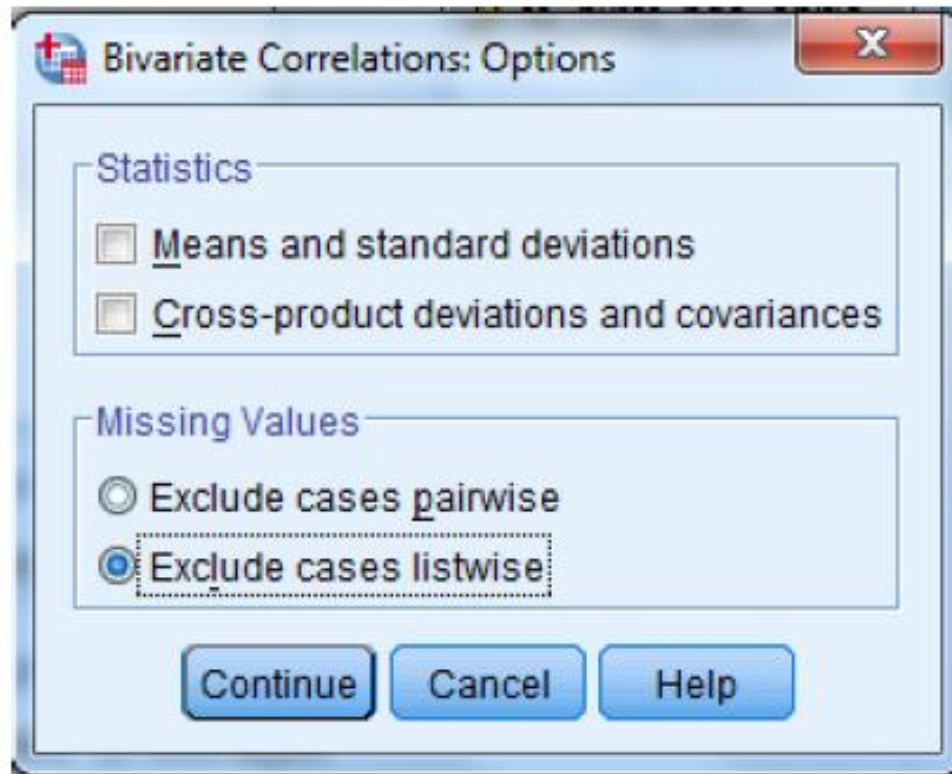 Bivariate Correlations: Options
Statistics
Means and standard deviations
Cross-product deviations and covariances
Missing Values
Exclude cases pairwise
Exclude cases listwise
Continue Cancel Help